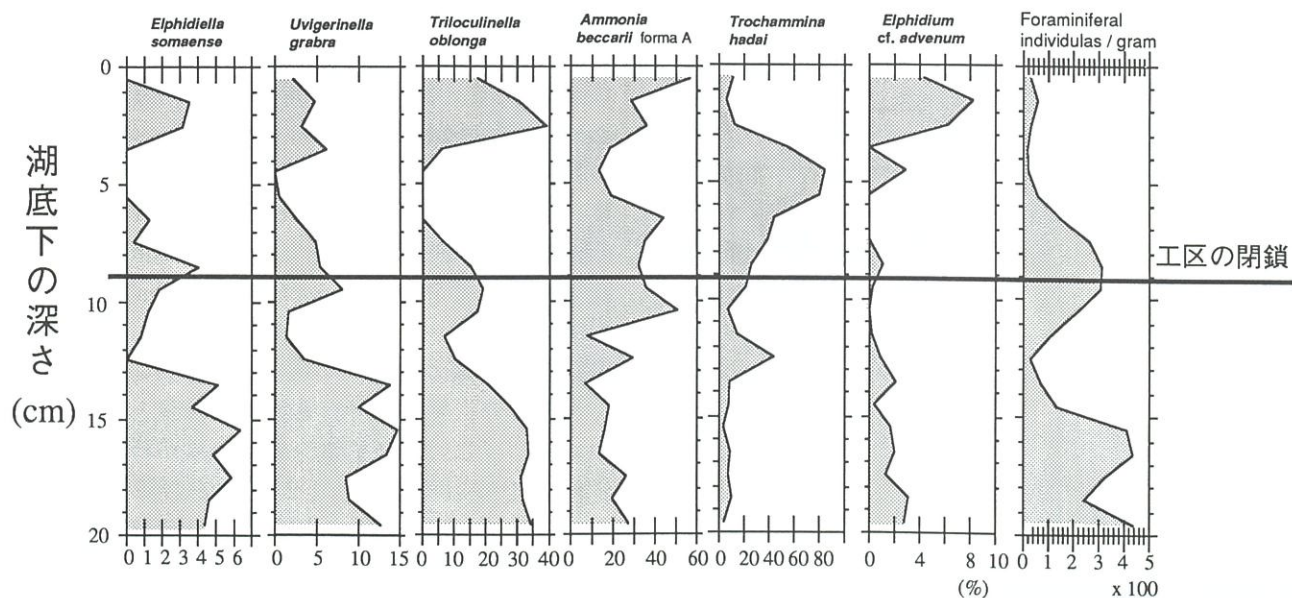 Elphidiella
somaense
Uvigerinella
grabra
Triloculinella
oblonga
Ammonia
beccarii forma A
Trochammina
hadai
Elphidium
cf. advenum
Foraminiferal
individulas / gram
0
5
10
15
20
湖底下の深さ
(cm)
工区の閉鎖
0 1 2 3 4 5 6
0 5 10 15
0 10 20 30 40
0 20 40 60
0 20 40 60 80
0 4 8 10
(%)
0 1 2 3 4 5
x 100